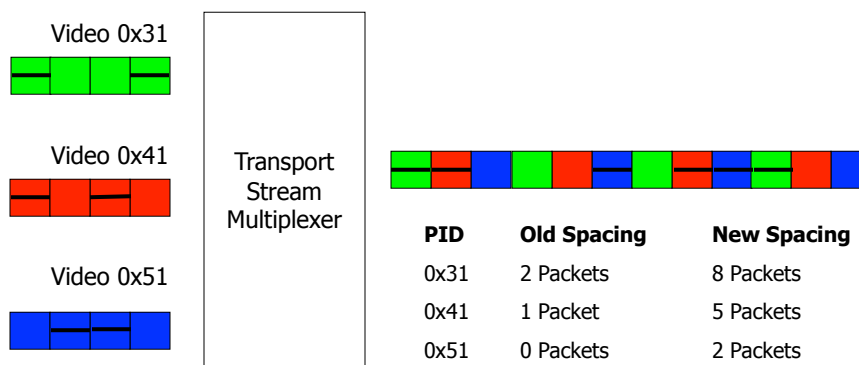 Video 0x31
Video 0x41
Video 0x51
Transport
Stream
Multiplexer
PID Old Spacing New Spacing
0x31 2 Packets 8 Packets
0x41 1 Packet 5 Packets
0x51 0 Packets 2 Packets